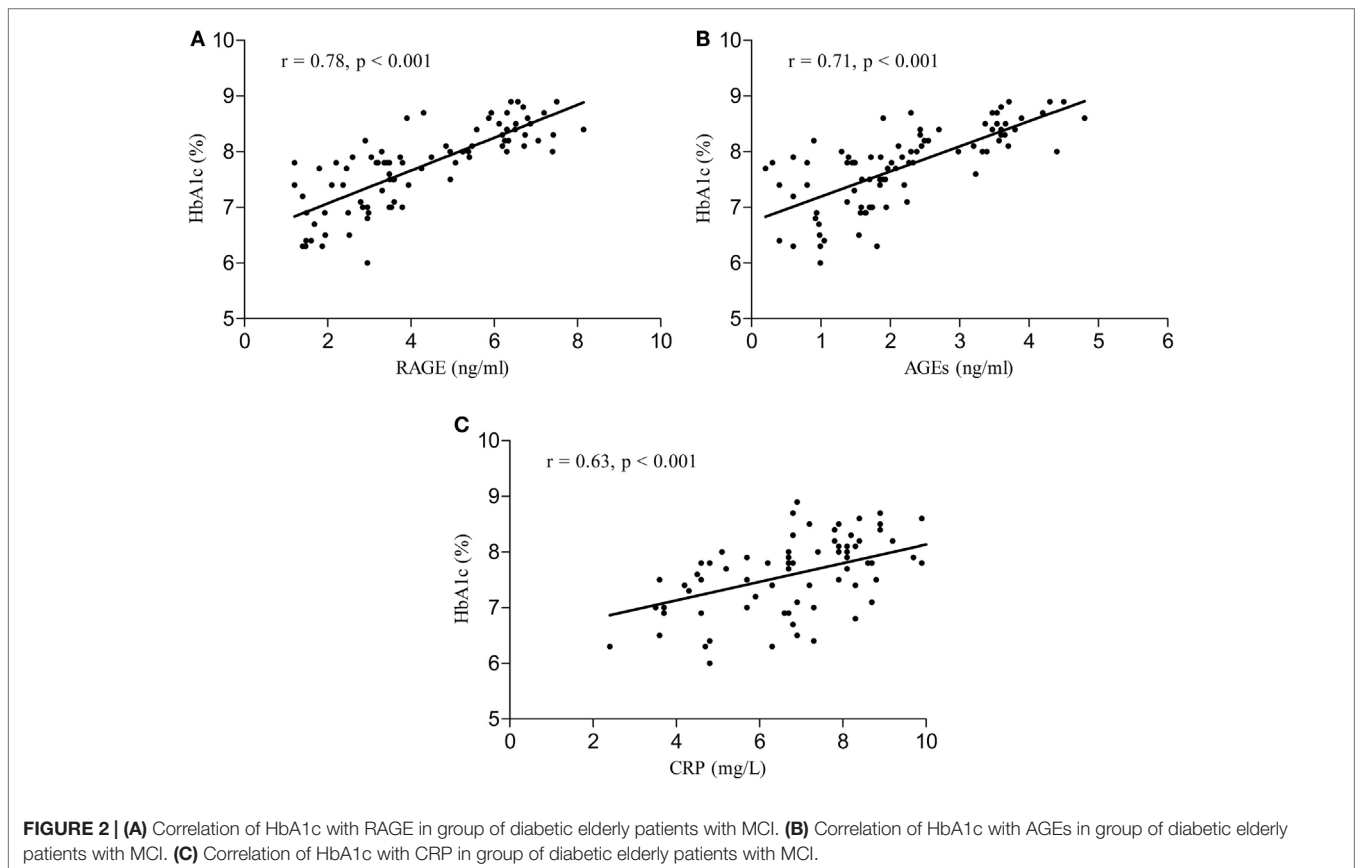 A
r = 0.78, p < 0.001
HbA1c (%)
10
9
8
7
6
5
0 2 4 6 8 10
RAGE (ng/ml)
B
r = 0.71, p < 0.001
HbA1c (%)
10
9
8
7
6
5
0 1 2 3 4 5 6
AGEs (ng/ml)
C
r = 0.63, p < 0.001
HbA1c (%)
10
9
8
7
6
5
0 2 4 6 8 10
CRP (mg/L)
FIGURE 2 | (A) Correlation of HbA1c with RAGE in group of diabetic elderly patients with MCI. (B) Correlation of HbA1c with AGEs in group of diabetic elderly
patients with MCI. (C) Correlation of HbA1c with CRP in group of diabetic elderly patients with MCI.